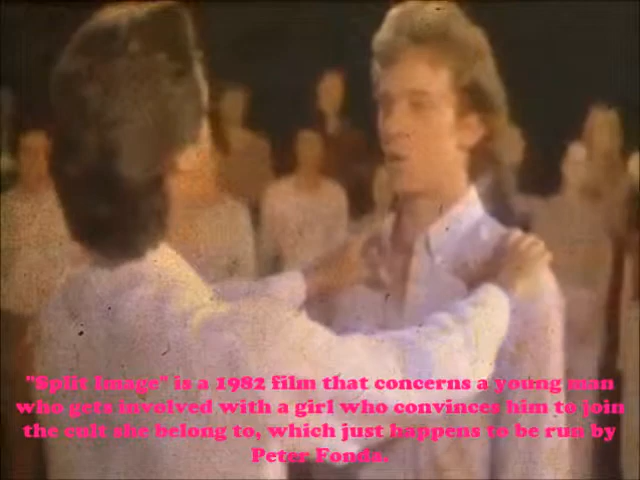 "Split Image" is a 1982 film that concerns a young man
who gets involved with a girl who convinces him to join
the cult she belong to, which just happens to be run by
Peter Fonda.